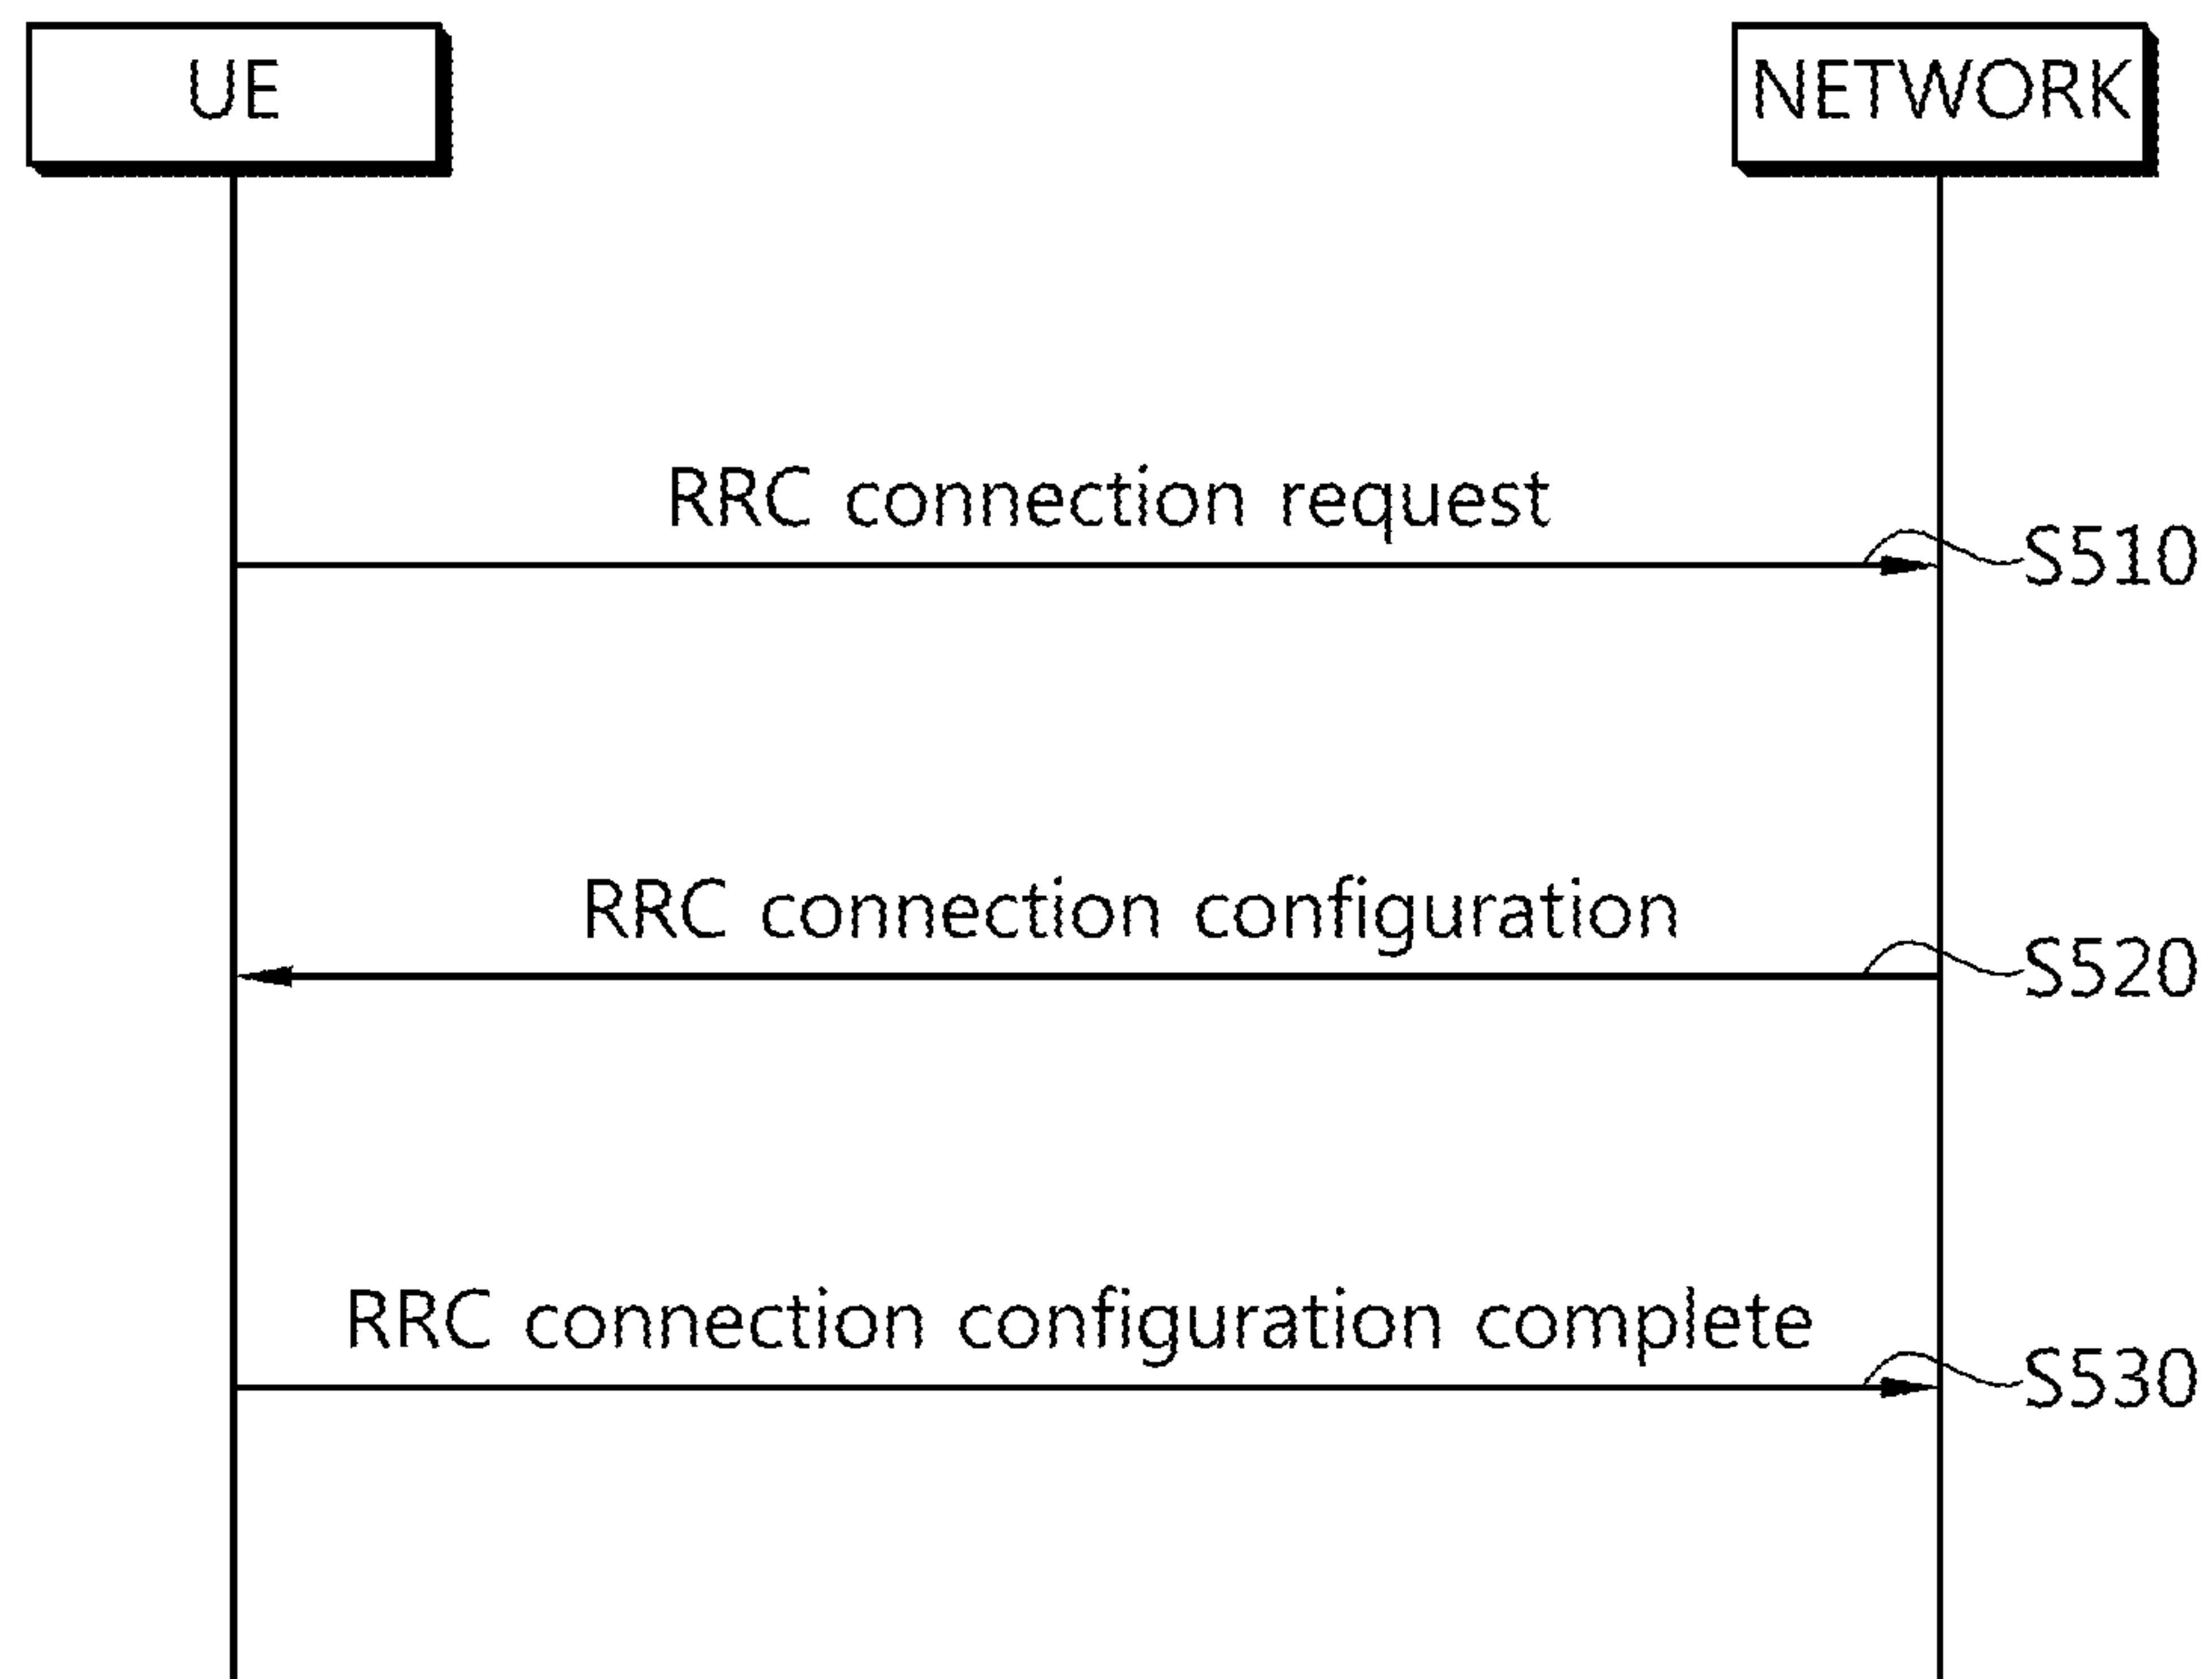 UE
NETWORK
RRC connection request
S510
RRC connection configuration
S520
RRC connection configuration complete
S530